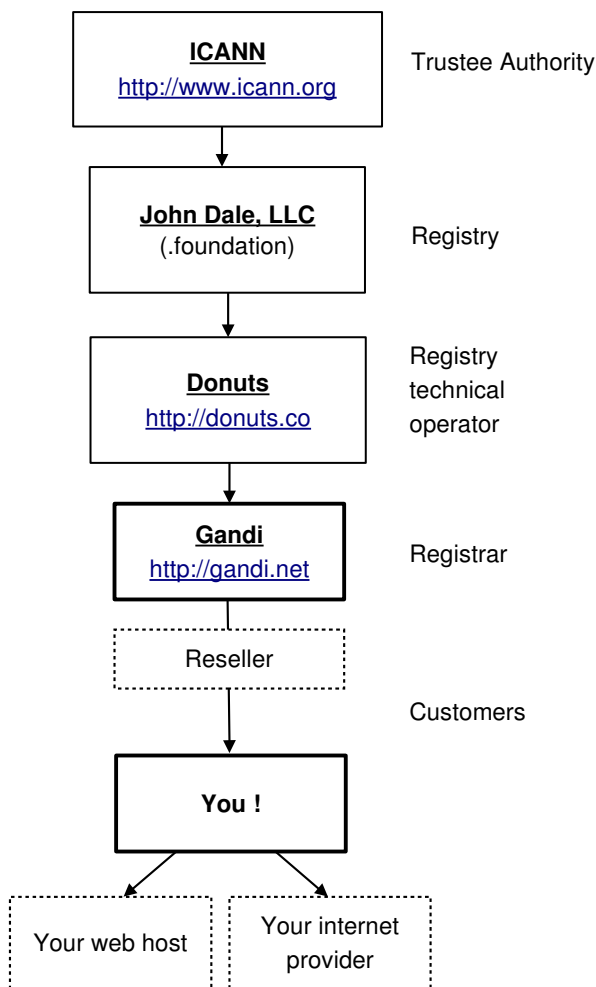 ICANN
http://www.icann.org
Trustee Authority
John Dale, LLC
(.foundation)
Registry
Donuts
http://donuts.co
Registry
technical
operator
Gandi
http://gandi.net
Registrar
Reseller
Customers
You !
Your web host
Your internet
provider